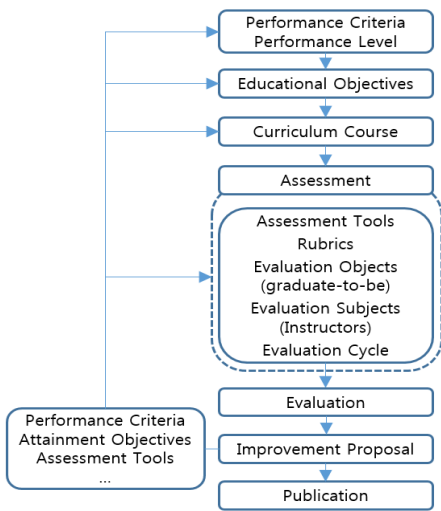 Performance Criteria
Performance Level
Educational Objectives
Curriculum Course
Assessment
Assessment Tools
Rubrics
Evaluation Objects
(graduate-to-be)
Evaluation Subjects
(Instructors)
Evaluation Cycle
Evaluation
Performance Criteria
Attainment Objectives
Assessment Tools
...
Improvement Proposal
Publication